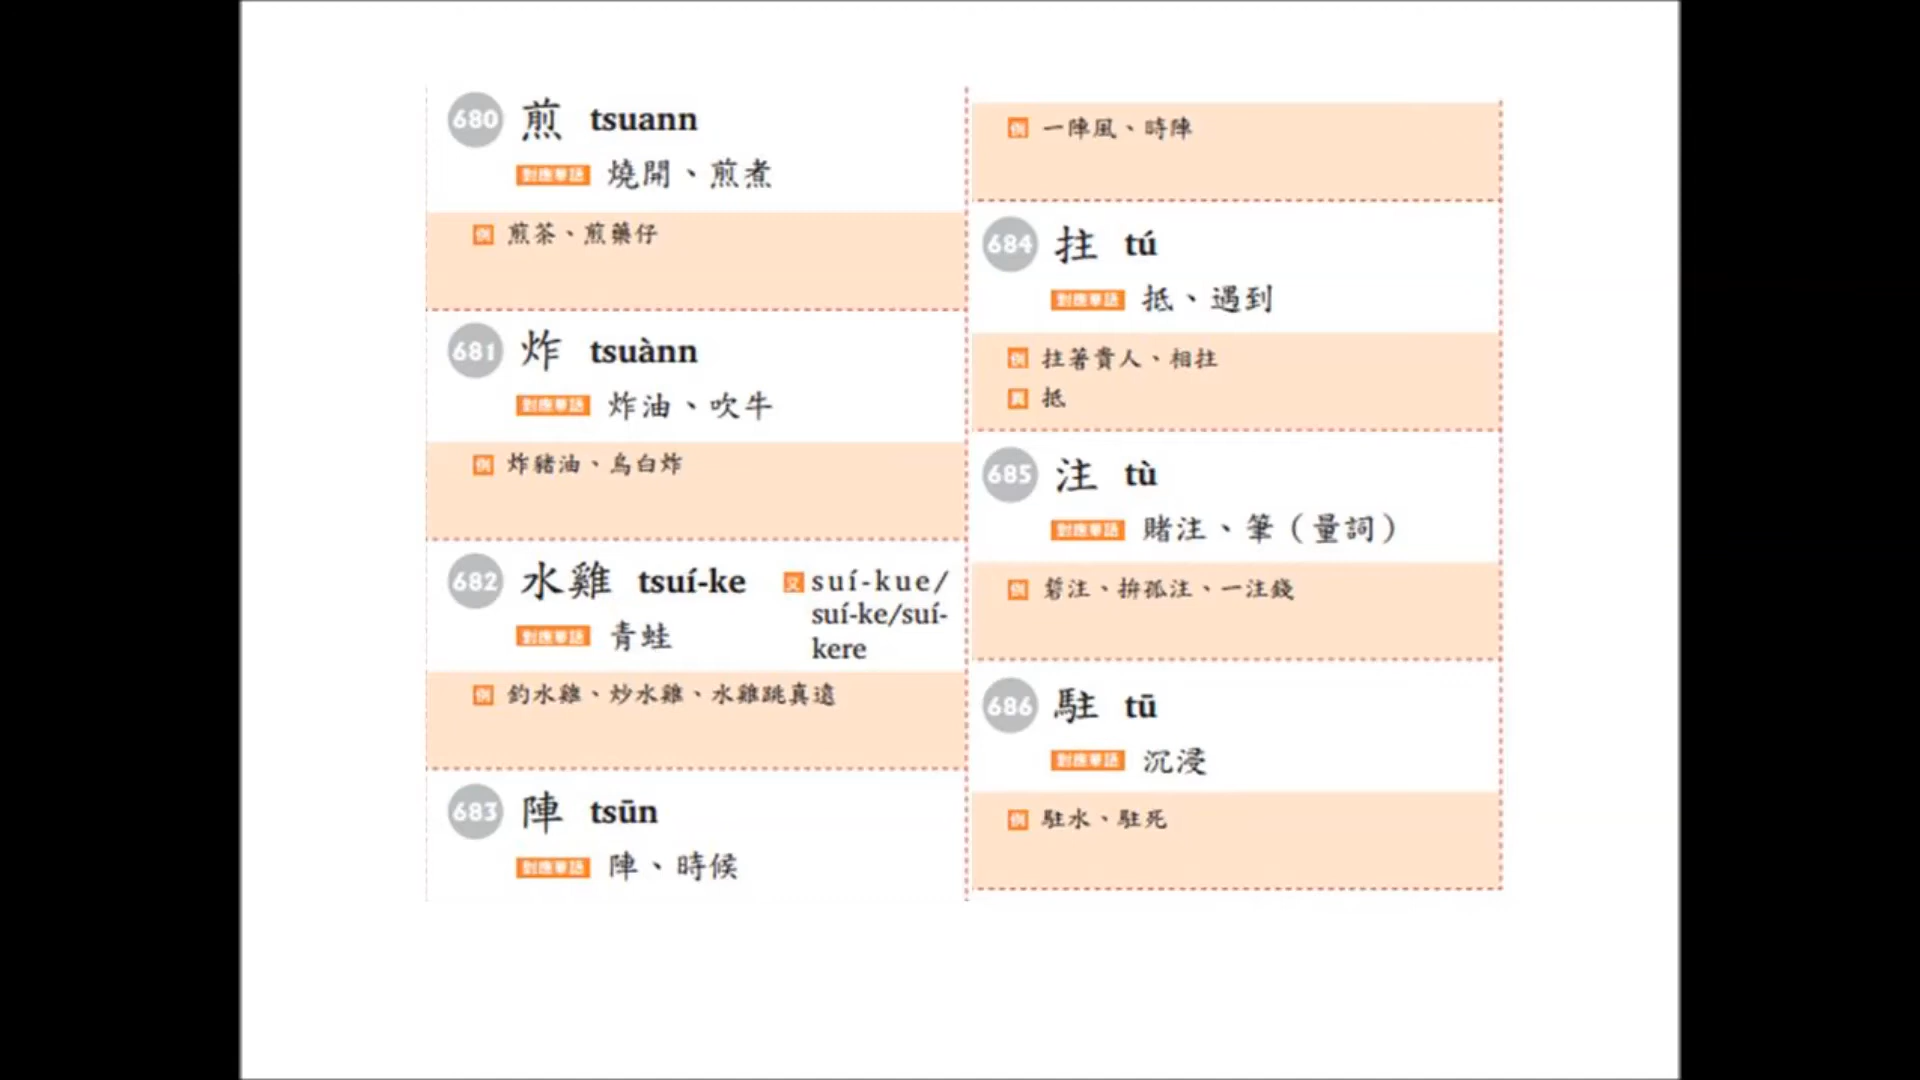 680 煎 tsuann
對應華語 燒開、煎煮
例 煎茶、煎藥仔
681 炸 tsuànn
對應華語 炸油、吹牛
例 炸豬油、烏白炸
682 水雞 tsuí-ke 又 suí-kue/
suí-ke/suí-
kere
對應華語 青蛙
例 釣水雞、炒水雞、水雞跳真遠
683 陣 tsūn
對應華語 陣、時候
例 一陣風、時陣
684 拄 tú
對應華語 抵、遇到
例 拄著貴人、相拄
異 抵
685 注 tù
對應華語 賭注、筆（量詞）
例 硞注、拚孤注、一注錢
686 駐 tū
對應華語 沉浸
例 駐水、駐死